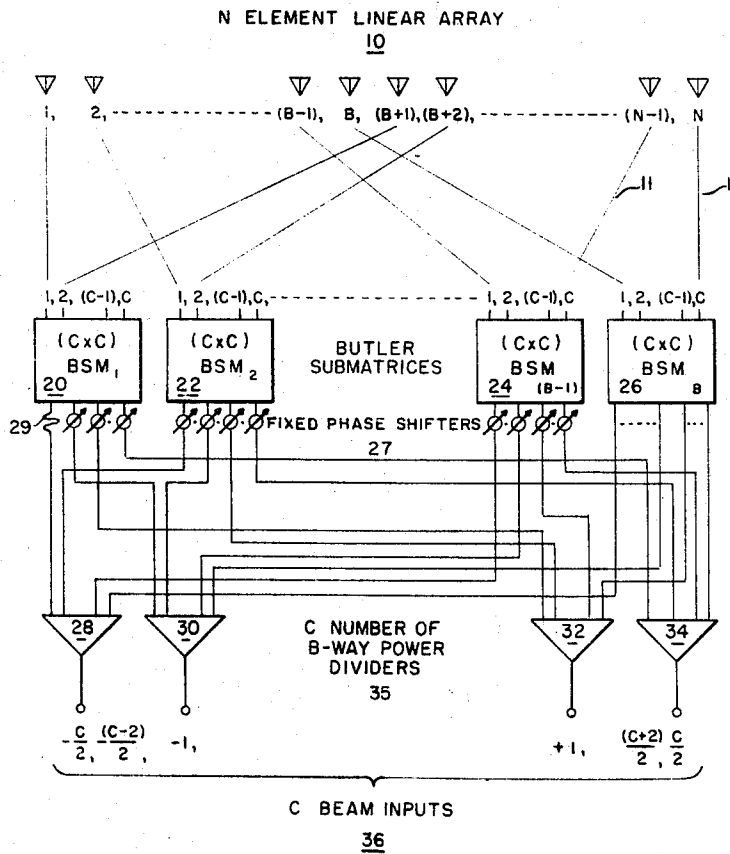 N ELEMENT LINEAR ARRAY
10
1, 2, (B-1), B, (B+1), (B+2), (N-1), N
11 1
1, 2, (C-1), C 1, 2, (C-1), C, 1, 2, (C-1), C 1, 2, (C-1), C
(CxC) BSM1 20
(CxC) BSM2 22
BUTLER SUBMATRICES
(CxC) BSM (B-1) 24
(CxC) BSM B 26
29
FIXED PHASE SHIFTERS
27
28 30 32 34
C NUMBER OF
B-WAY POWER
DIVIDERS
35
-C/2, -(C-2)/2, -1, +1, (C+2)/2, C/2
C BEAM INPUTS
36